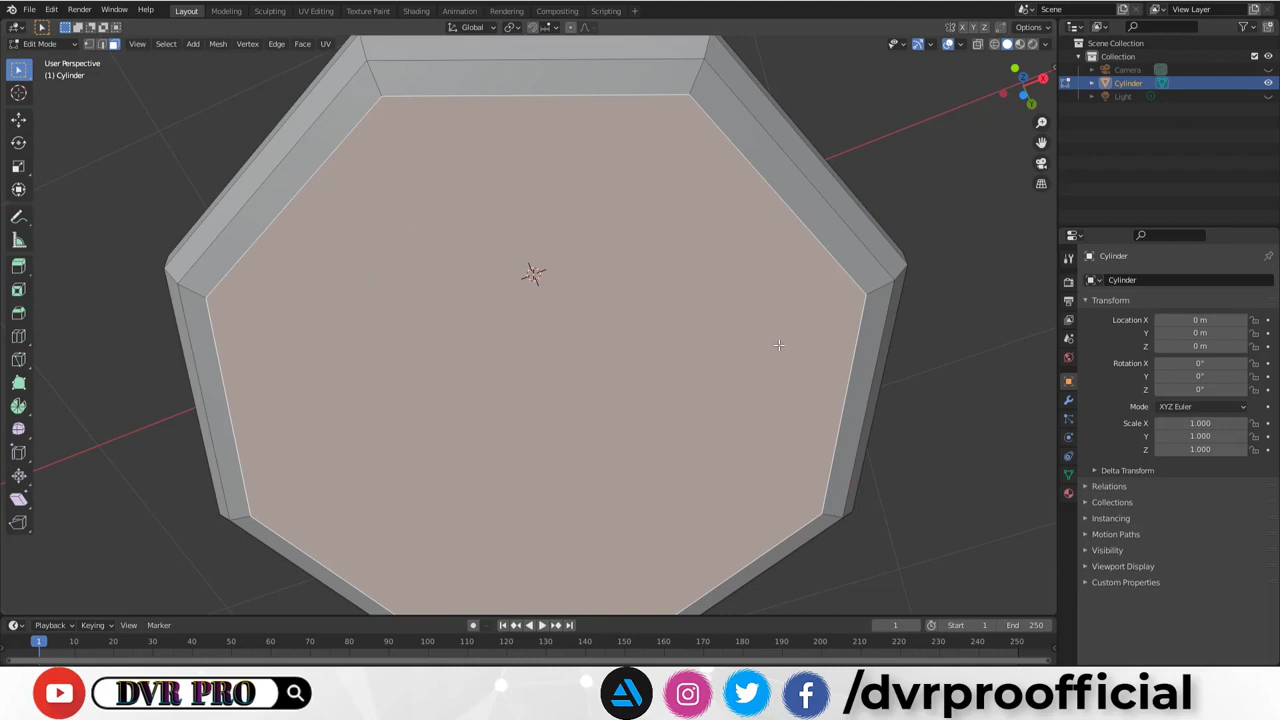 File Edit Render Window Help Layout Modeling Sculpting UV Editing Texture Paint Shading Animation Rendering Compositing Scripting + Scene View Layer
Global Options
Edit Mode View Select Add Mesh Vertex Edge Face UV
User Perspective
(1) Cylinder
X
Y
Z
Scene Collection
Collection
Camera
Cylinder
Light
Cylinder
Cylinder
Transform
Location X 0 m
Y 0 m
Z 0 m
Rotation X 0°
Y 0°
Z 0°
Mode XYZ Euler
Scale X 1.000
Y 1.000
Z 1.000
Delta Transform
Relations
Collections
Instancing
Motion Paths
Visibility
Viewport Display
Custom Properties
Playback Keying View Marker 1 Start 1 End 250
1 10 20 30 40 50 60 70 80 90 100 110 120 130 140 150 160 170 180 190 200 210 220 230 240 250
DVR PRO /dvrproofficial